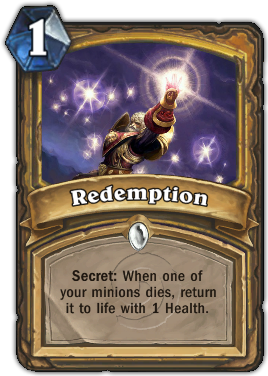 1
Redemption
Secret: When one of
your minions dies, return
it to life with 1 Health.